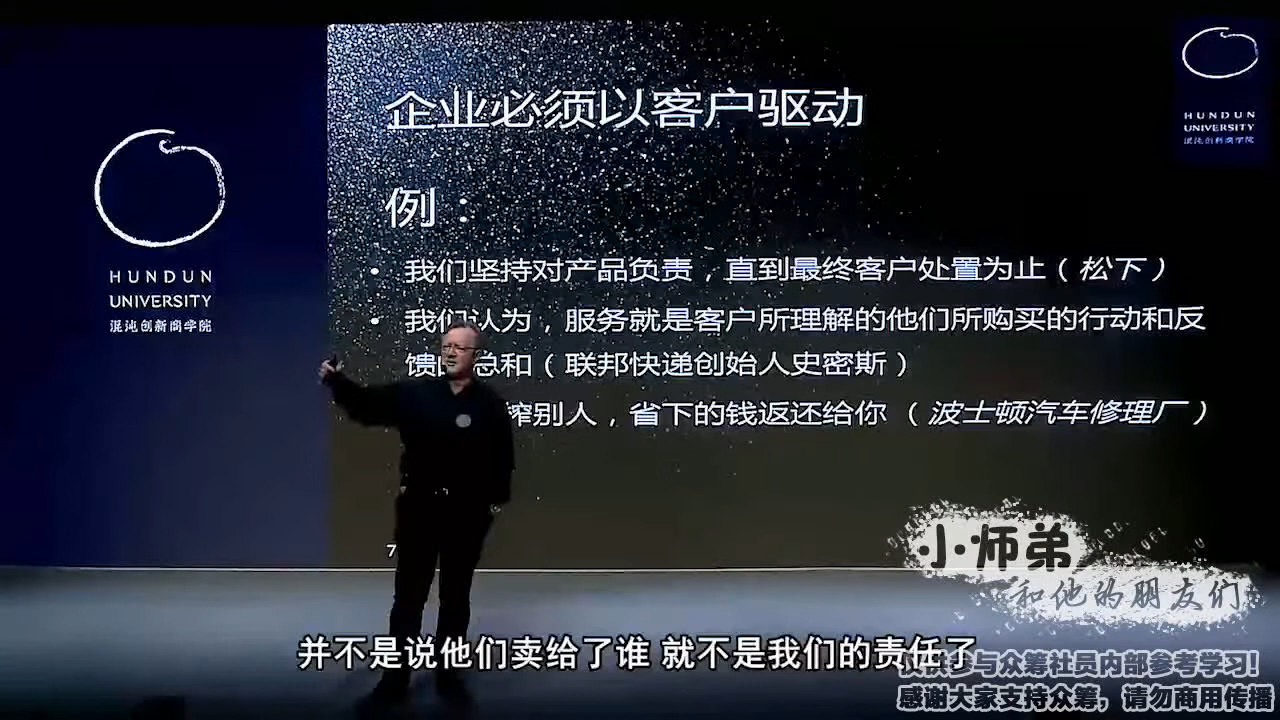 企业必须以客户驱动
例：
• 我们坚持对产品负责，直到最终客户处置为止（松下）
• 我们认为，服务就是客户所理解的他们所购买的行动和反
馈 总和（联邦快递创始人史密斯）
榨别人，省下的钱返还给你（波士顿汽车修理厂）
7
HUNDUN
UNIVERSITY
混沌创新商学院
HUNDUN
UNIVERSITY
混沌创新商学院
小师弟
和他的朋友们
并不是说他们卖给了谁 就不是我们的责任了
参与众筹社员内部参考学习！
感谢大家支持众筹，请勿商用传播